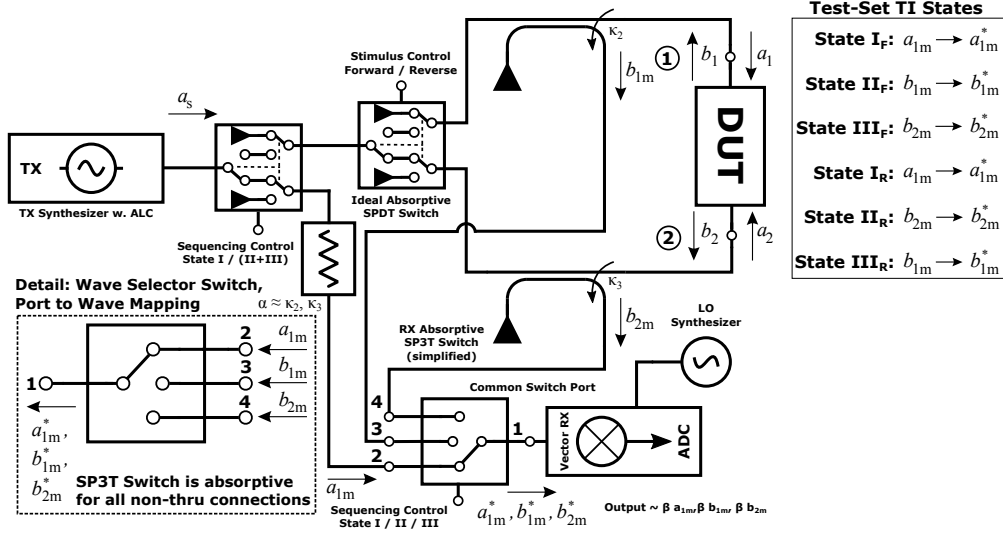 Test-Set TI States
State I_F: a_1m → a*_1m
State II_F: b_1m → b*_1m
State III_F: b_2m → b*_2m
State I_R: a_1m → a*_1m
State II_R: b_2m → b*_2m
State III_R: b_1m → b*_1m
Stimulus Control
Forward / Reverse
a_s
TX
TX Synthesizer w. ALC
Ideal Absorptive
SPDT Switch
Sequencing Control
State I / (II+III)
κ_2
b_1m
1
b_1
a_1
DUT
2
b_2
a_2
α ≈ κ_2, κ_3
κ_3
b_2m
Detail: Wave Selector Switch,
Port to Wave Mapping
1
2
a_1m
3
b_1m
4
b_2m
a*_1m,
b*_1m,
b*_2m
SP3T Switch is absorptive
for all non-thru connections
RX Absorptive
SP3T Switch
(simplified)
Common Switch Port
4
3
2
1
a_1m
Sequencing Control
State I / II / III
a*_1m, b*_1m, b*_2m
LO
Synthesizer
Vector RX
ADC
Output ~ β a_1m, β b_1m, β b_2m